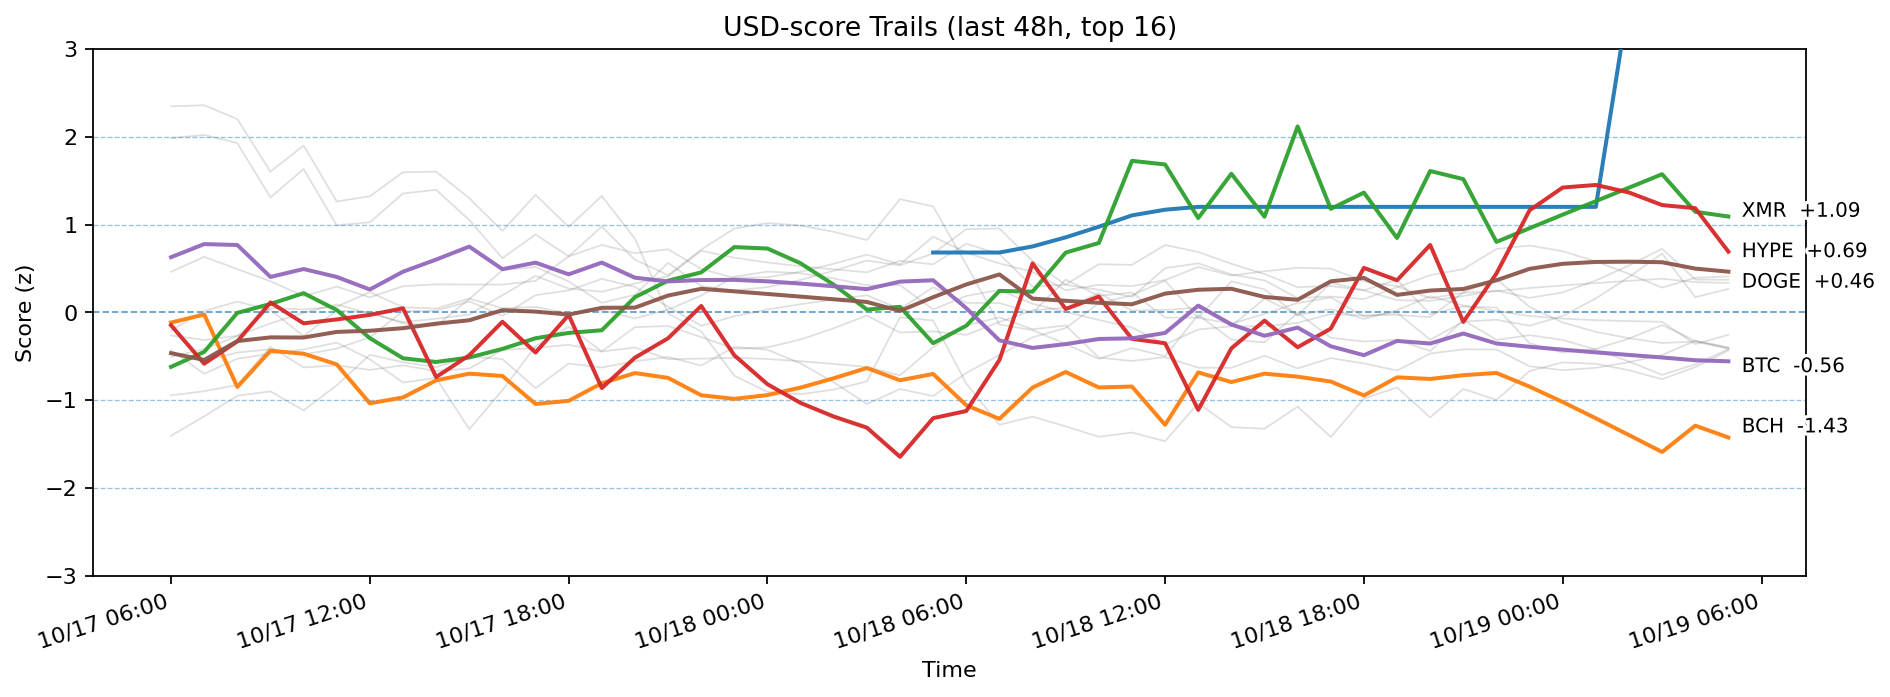 USD-score Trails (last 48h, top 16)
Score (z)
3
2
1
0
−1
−2
−3
XMR +1.09
HYPE +0.69
DOGE +0.46
BTC -0.56
BCH -1.43
10/17 06:00
10/17 12:00
10/17 18:00
10/18 00:00
10/18 06:00
10/18 12:00
10/18 18:00
10/19 00:00
10/19 06:00
Time